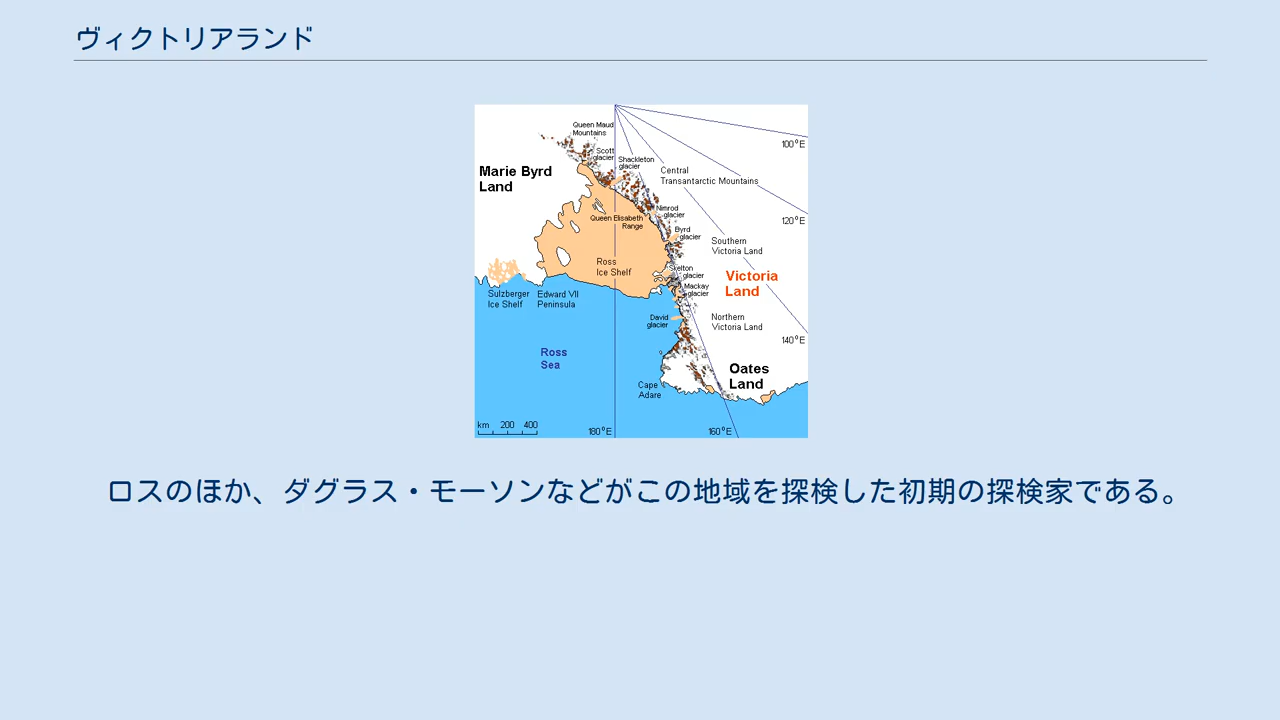 ヴィクトリアランド
Queen Maud
Mountains
Scott
glacier
Shackleton
glacier
100°E
Marie Byrd
Land
Central
Transantarctic Mountains
Nimrod
glacier
Queen Elisabeth
Range
120°E
Byrd
glacier
Southern
Victoria Land
Ross
Ice Shelf
Skelton
glacier
Victoria
Land
Mackay
glacier
Sulzberger
Ice Shelf
Edward VII
Peninsula
David
glacier
Northern
Victoria Land
140°E
Ross
Sea
Oates
Land
Cape
Adare
km 200 400
180°E
160°E
ロスのほか、ダグラス・モーソンなどがこの地域を探検した初期の探検家である。